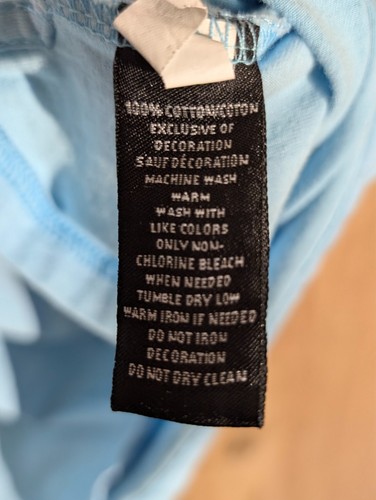 100% COTTON/COTON
EXCLUSIVE OF
DECORATION
SAUF DÉCORATION
MACHINE WASH
WARM
WASH WITH
LIKE COLORS
ONLY NON-
CHLORINE BLEACH
WHEN NEEDED
TUMBLE DRY LOW
WARM IRON IF NEEDED
DO NOT IRON
DECORATION
DO NOT DRY CLEAN